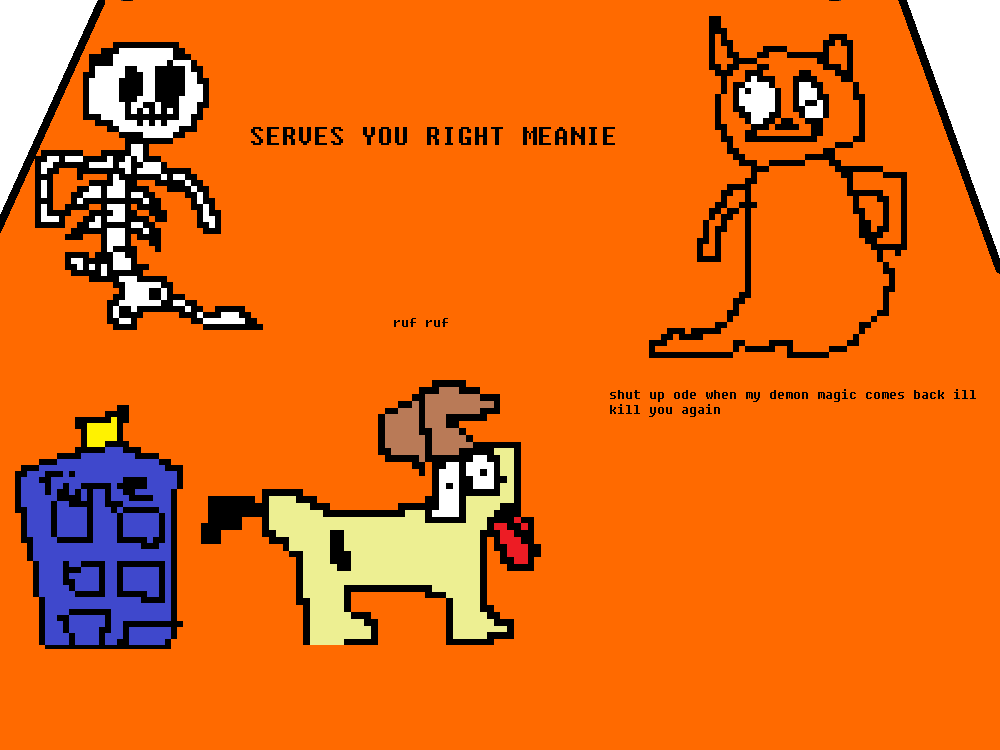 SERVES YOU RIGHT MEANIE
ruf ruf
shut up ode when my demon magic comes back ill
kill you again